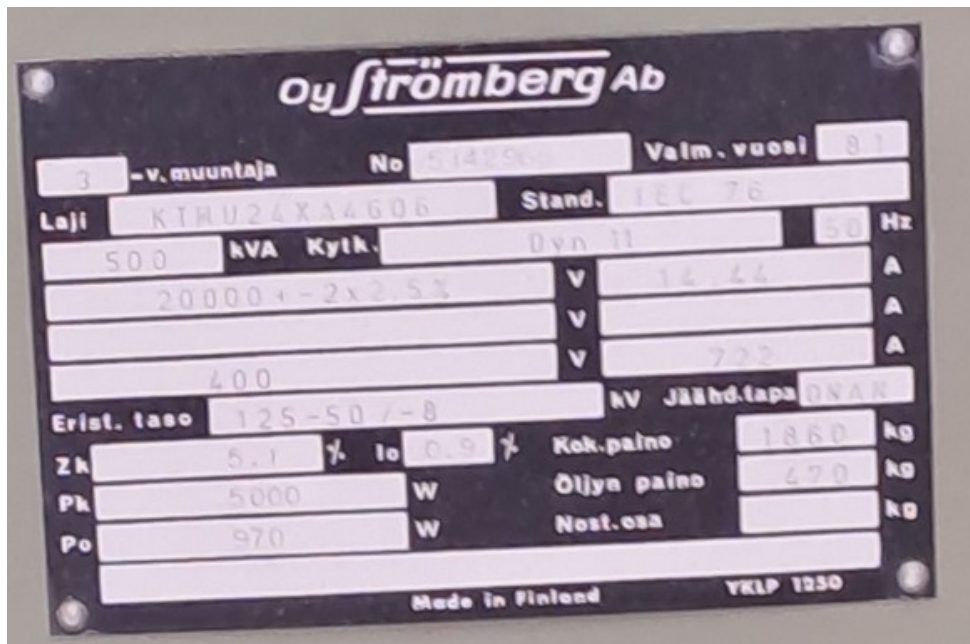 Oy Strömberg Ab
3 -v.muuntaja No Valm.vuosi 81
Laji KTMU24XA4606 Stand. IEC 76
500 kVA Kytk. Dyn 11 50 Hz
20000+-2x2.5% V 14.44 A
V A
400 V 722 A
Erist. taso 125-50/-8 kV Jäähd.tapa ONAN
Zk 5.1 % Io 0.9 % Kok.paino 1860 kg
Pk 5000 W Öljyn paino 470 kg
Po 970 W Nost.osa kg
Made in Finland YKLP 1250